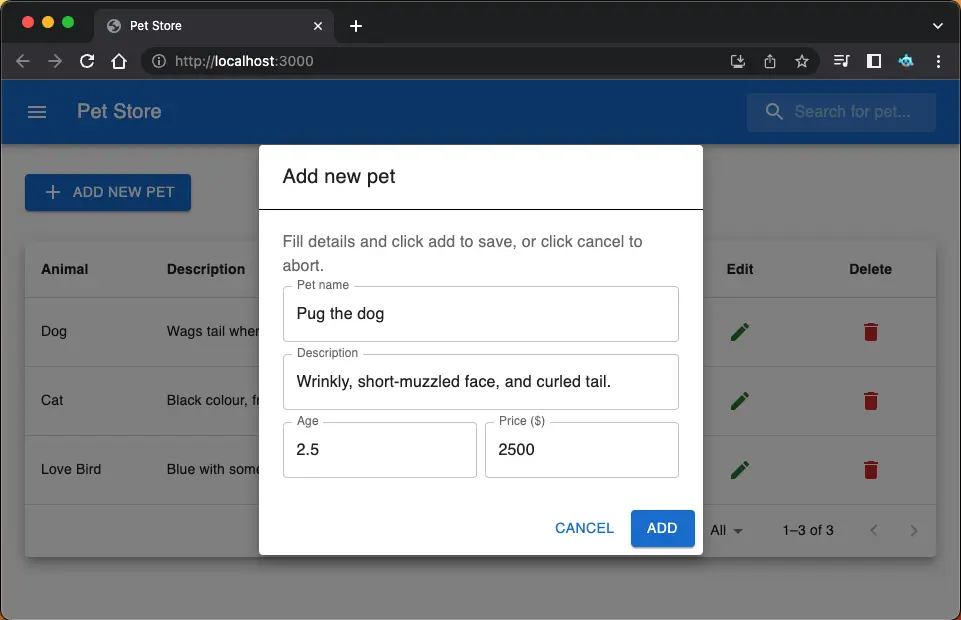 Pet Store
http://localhost:3000
Pet Store
Search for pet...
ADD NEW PET
Add new pet
Fill details and click add to save, or click cancel to
abort.
Pet name
Pug the dog
Description
Wrinkly, short-muzzled face, and curled tail.
Age Price ($)
2.5 2500
CANCEL ADD
Animal Description Edit Delete
Dog Wags tail when
Cat Black colour,
Love Bird Blue with some
All 1–3 of 3